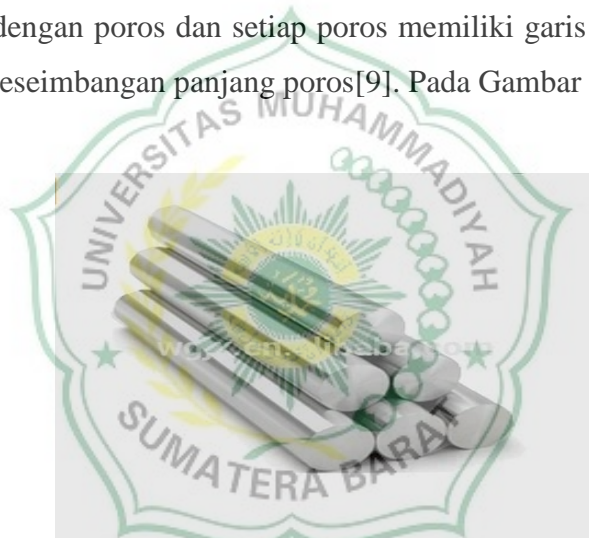 dengan poros dan setiap poros memiliki garis
eseimbangan panjang poros[9]. Pada Gambar
UNIVERSITAS MUHAMMADIYAH
SUMATERA BARAT